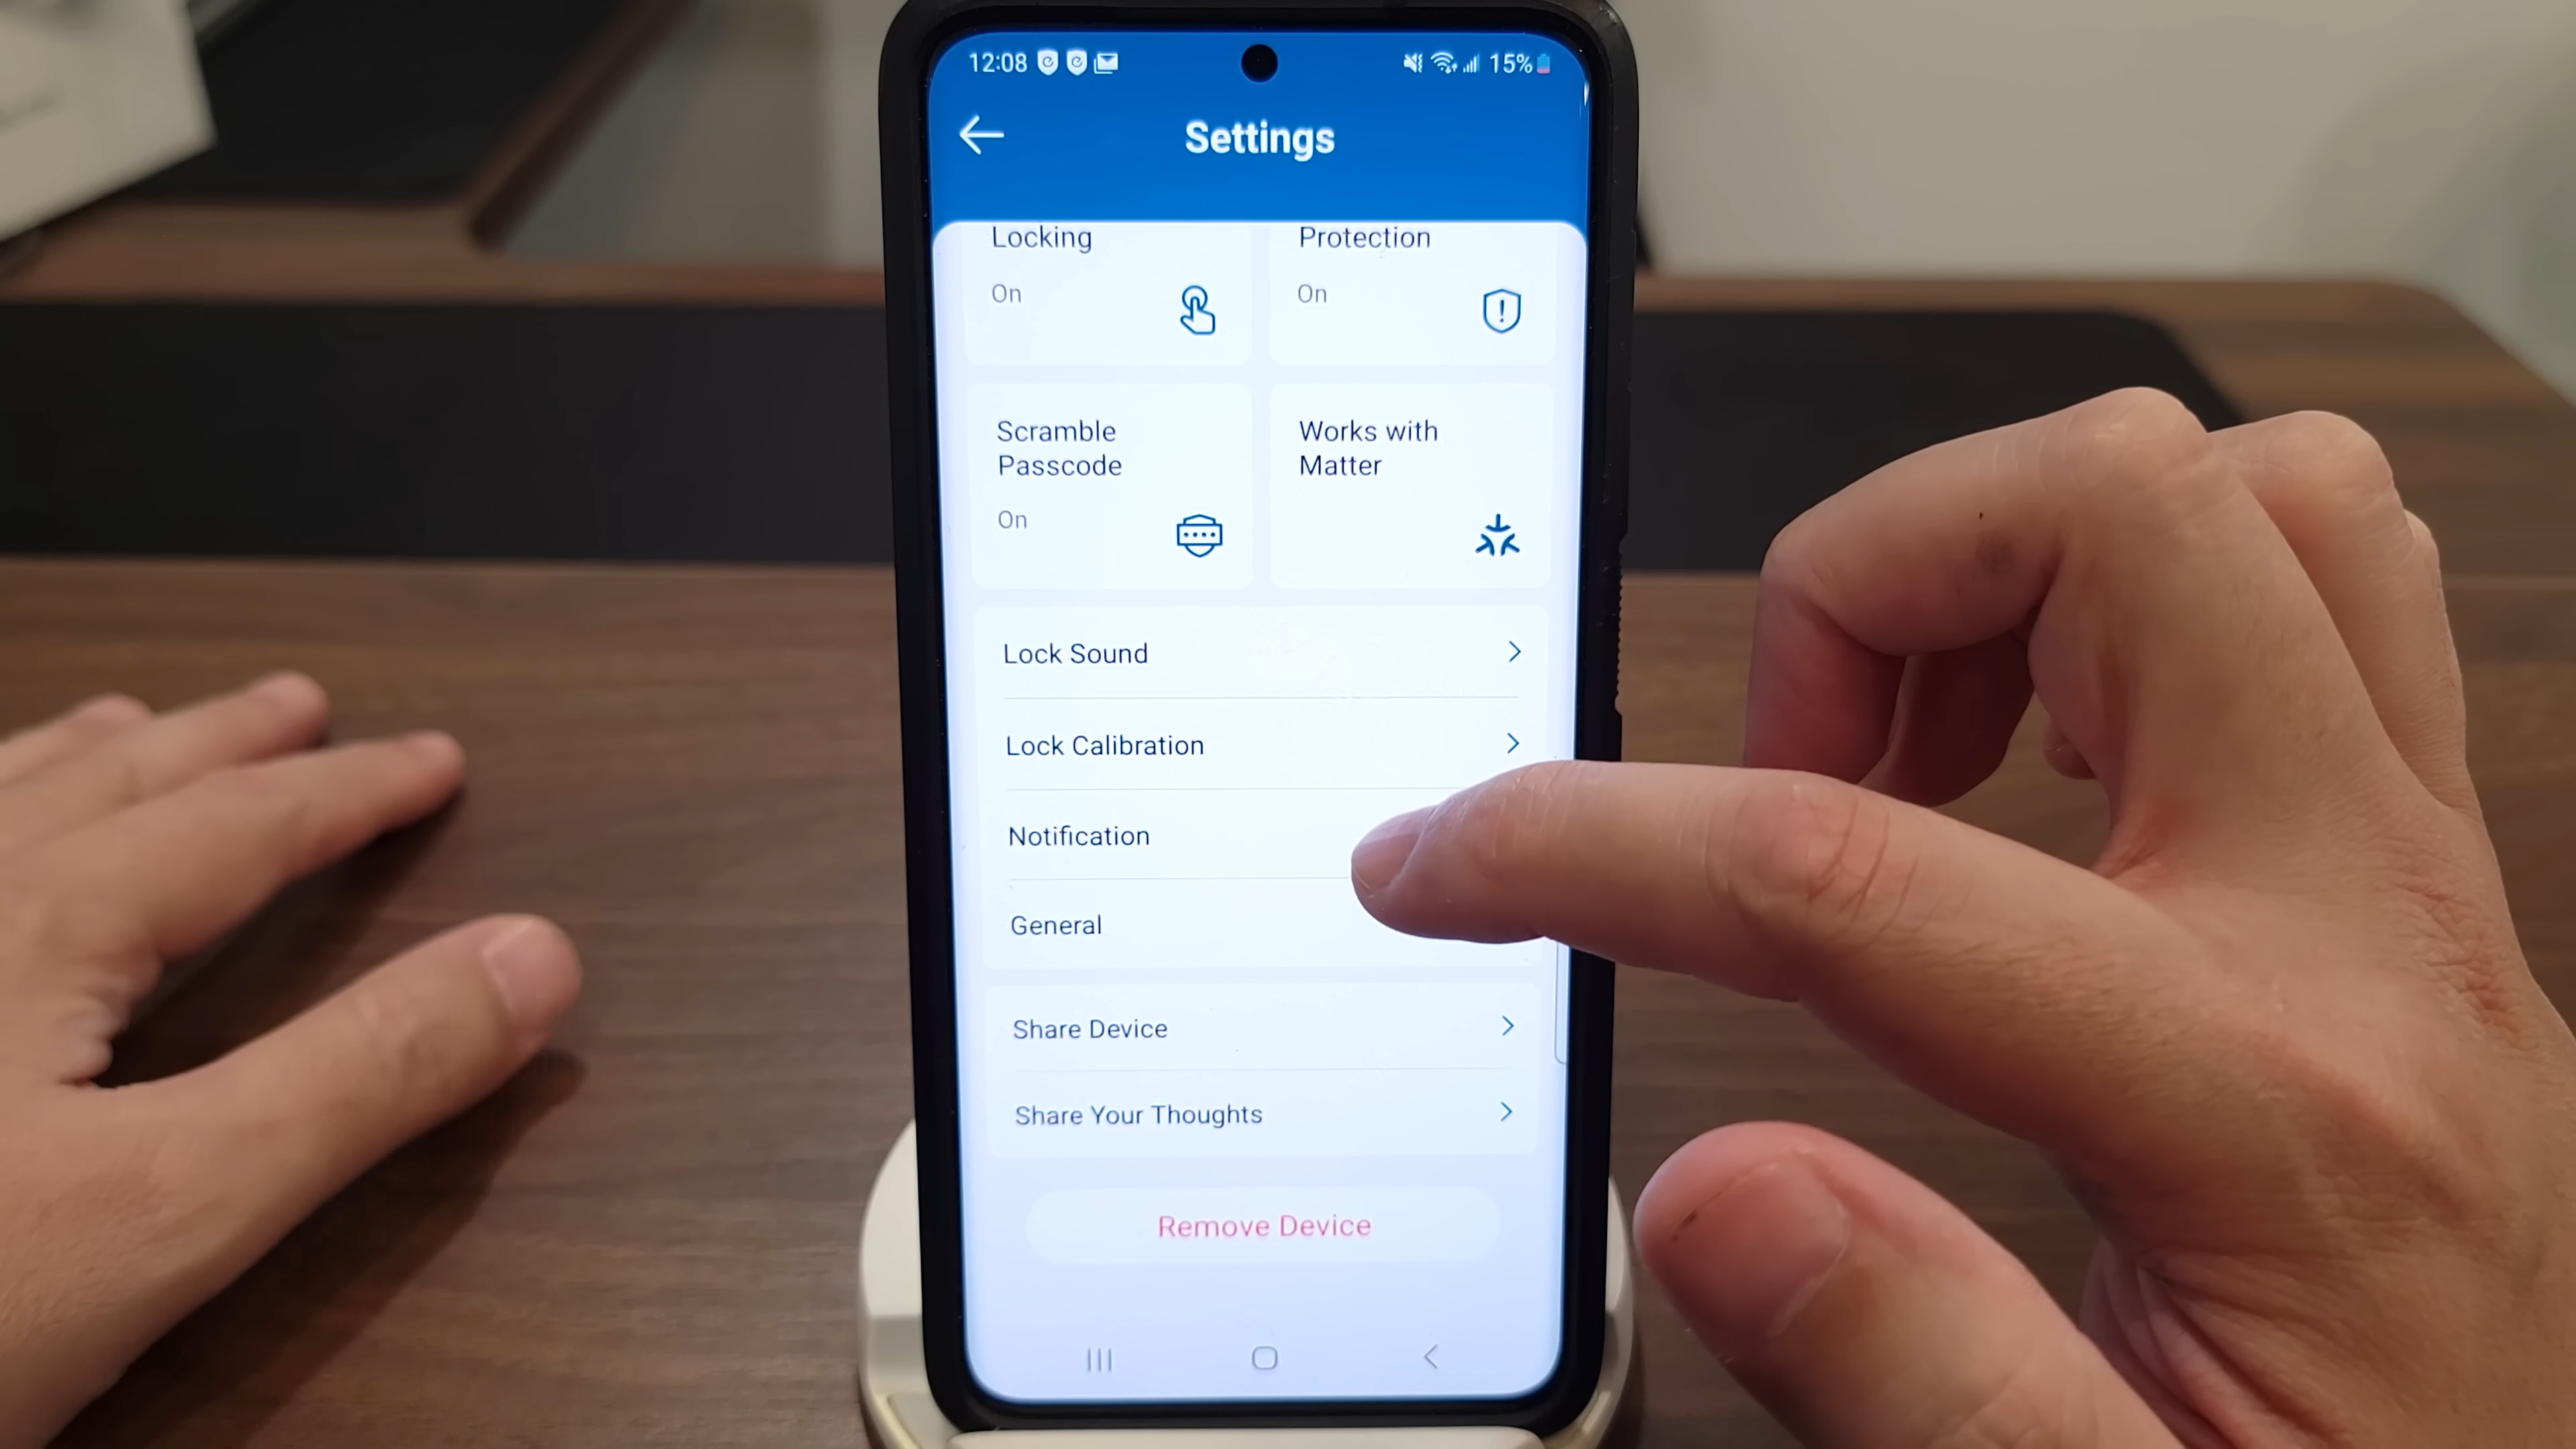 12:08
15%
Settings
Locking
On
Protection
On
Scramble
Passcode
On
Works with
Matter
Lock Sound
Lock Calibration
Notification
General
Share Device
Share Your Thoughts
Remove Device